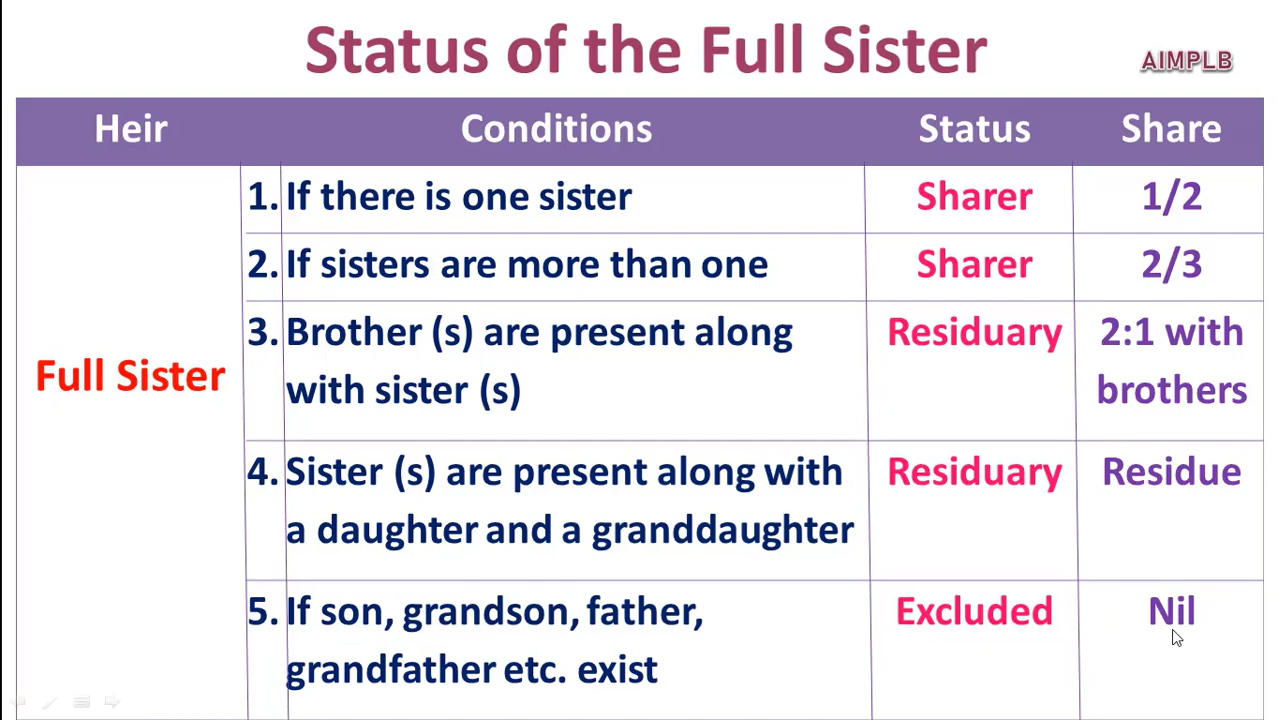 Status of the Full Sister
AIMPLB
Heir Conditions Status Share
1. If there is one sister Sharer 1/2
2. If sisters are more than one Sharer 2/3
3. Brother (s) are present along Residuary 2:1 with
Full Sister
with sister (s) brothers
4. Sister (s) are present along with Residuary Residue
a daughter and a granddaughter
5. If son, grandson, father, Excluded Nil
grandfather etc. exist